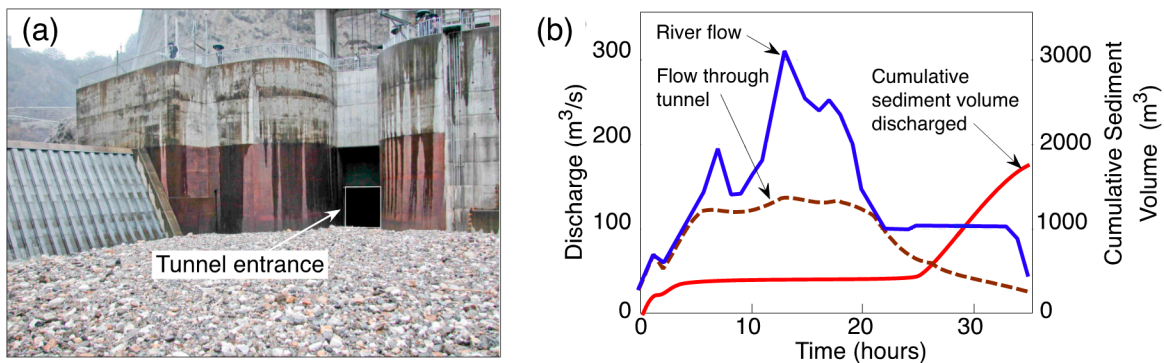 (a)
Tunnel entrance
(b)
River flow
Flow through
tunnel
Cumulative
sediment volume
discharged
Discharge (m³/s)
300
200
100
0
Cumulative Sediment
Volume (m³)
3000
2000
1000
0
0
10
20
30
Time (hours)